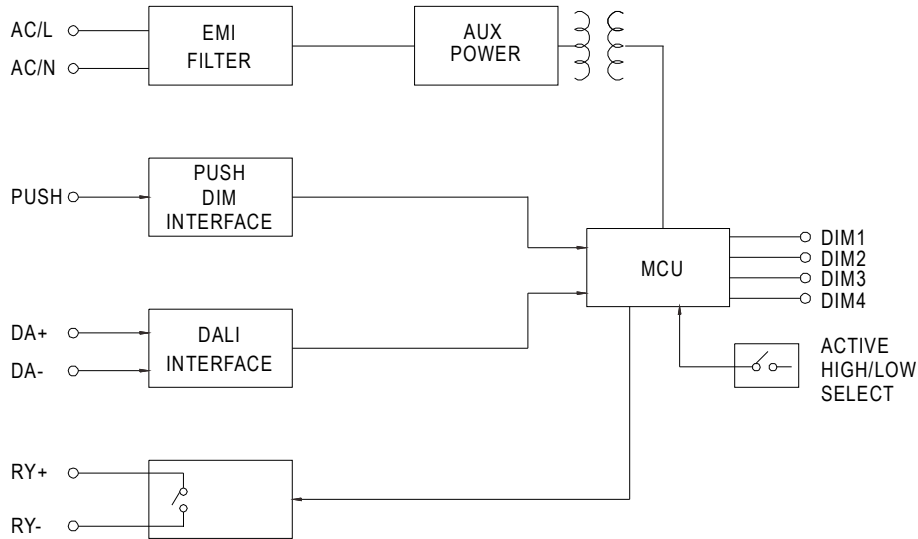 AC/L
AC/N
EMI
FILTER
AUX
POWER
PUSH
PUSH
DIM
INTERFACE
MCU
DIM1
DIM2
DIM3
DIM4
DA+
DA-
DALI
INTERFACE
ACTIVE
HIGH/LOW
SELECT
RY+
RY-